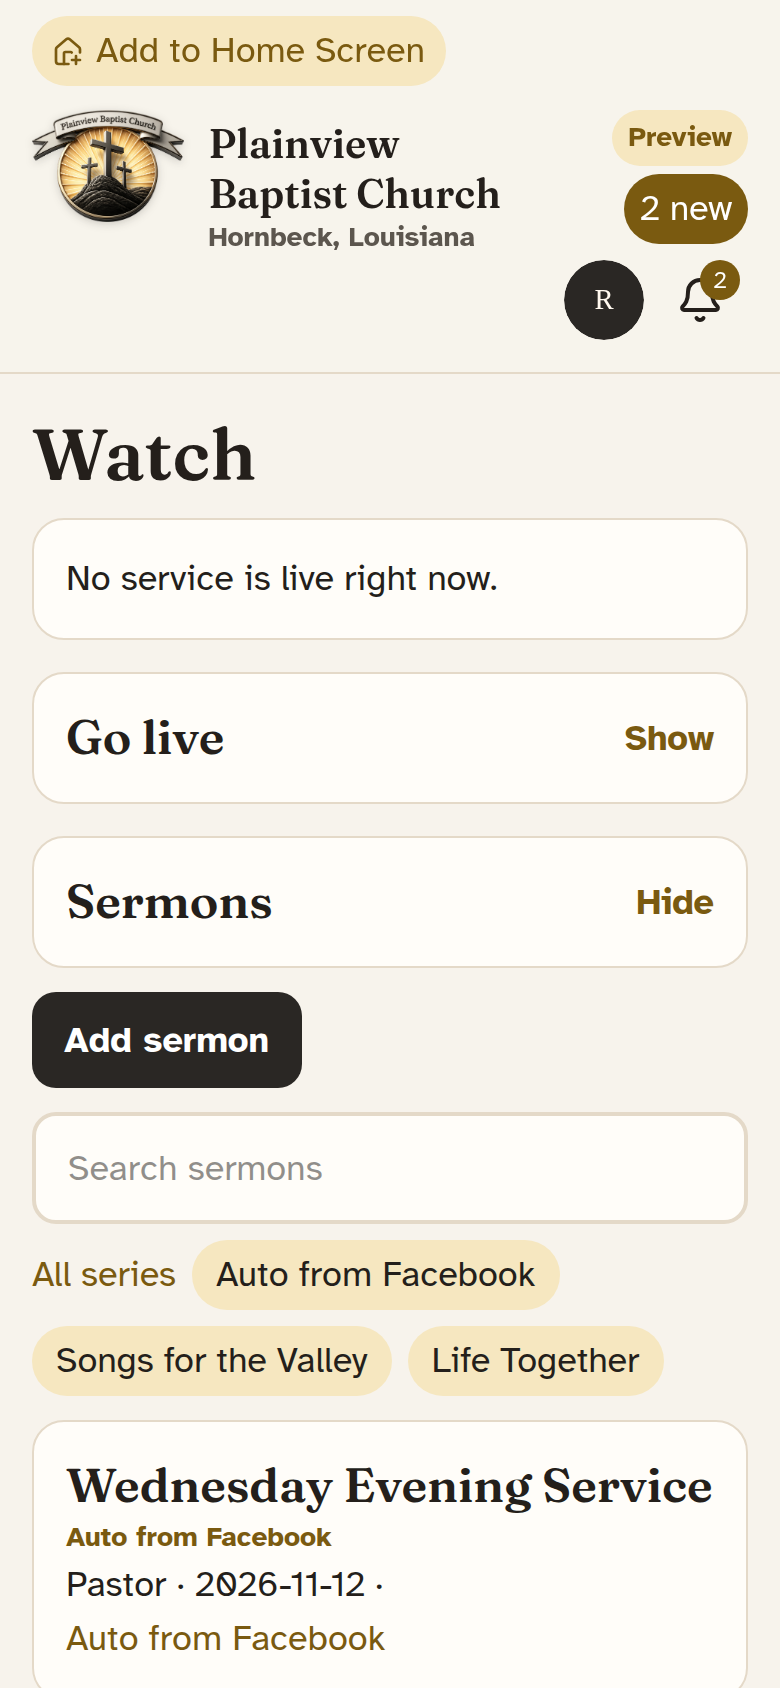 Add to Home Screen
Plainview Baptist Church
Plainview
Baptist Church
Hornbeck, Louisiana
Preview
2 new
R
2
Watch
No service is live right now.
Go live
Show
Sermons
Hide
Add sermon
Search sermons
All series
Auto from Facebook
Songs for the Valley
Life Together
Wednesday Evening Service
Auto from Facebook
Pastor · 2026-11-12 ·
Auto from Facebook